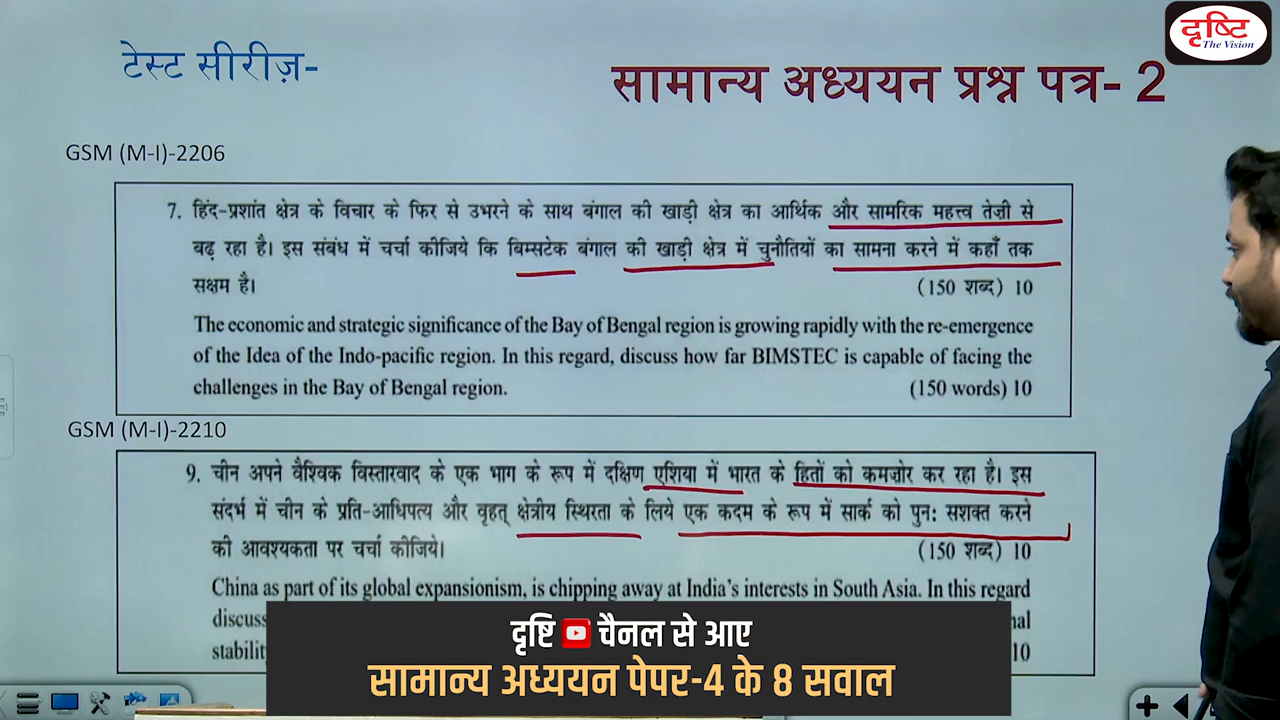 दृष्टि
The Vision
टेस्ट सीरीज़-
सामान्य अध्ययन प्रश्न पत्र- 2
GSM (M-I)-2206
7. हिंद-प्रशांत क्षेत्र के विचार के फिर से उभरने के साथ बंगाल की खाड़ी क्षेत्र का आर्थिक और सामरिक महत्त्व तेज़ी से
बढ़ रहा है। इस संबंध में चर्चा कीजिये कि बिम्सटेक बंगाल की खाड़ी क्षेत्र में चुनौतियों का सामना करने में कहाँ तक
सक्षम है। (150 शब्द) 10
The economic and strategic significance of the Bay of Bengal region is growing rapidly with the re-emergence
of the Idea of the Indo-pacific region. In this regard, discuss how far BIMSTEC is capable of facing the
challenges in the Bay of Bengal region. (150 words) 10
GSM (M-I)-2210
9. चीन अपने वैश्विक विस्तारवाद के एक भाग के रूप में दक्षिण एशिया में भारत के हितों को कमज़ोर कर रहा है। इस
संदर्भ में चीन के प्रति-आधिपत्य और वृहत् क्षेत्रीय स्थिरता के लिये एक कदम के रूप में सार्क को पुन: सशक्त करने
की आवश्यकता पर चर्चा कीजिये। (150 शब्द) 10
China as part of its global expansionism, is chipping away at India's interests in South Asia. In this regard
10
दृष्टि चैनल से आए
सामान्य अध्ययन पेपर-4 के 8 सवाल